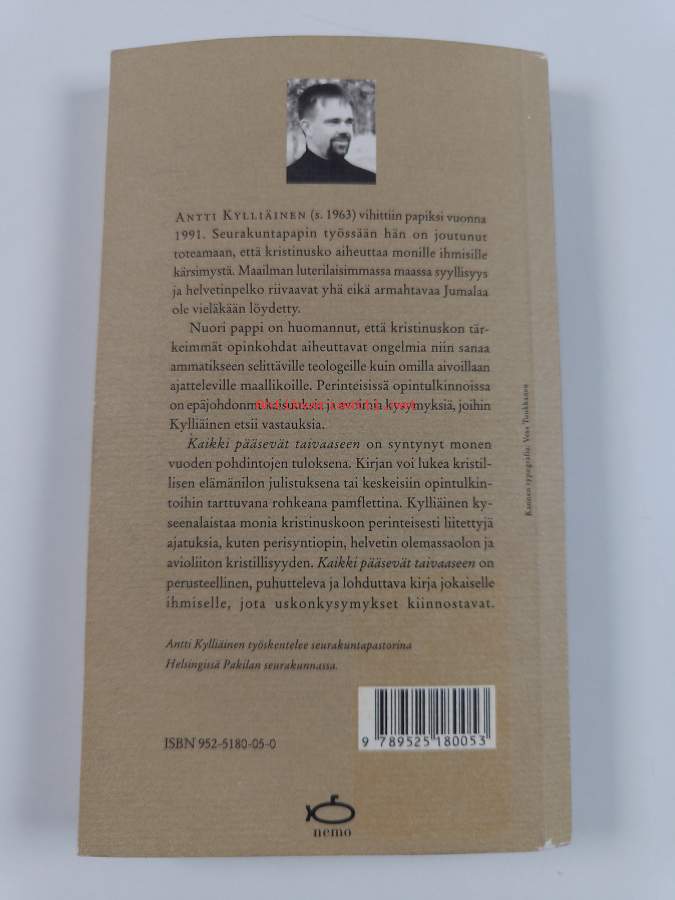 ANTTI KYLLIÄINEN (s. 1963) vihittiin papiksi vuonna
1991. Seurakuntapapin työssään hän on joutunut
toteamaan, että kristinusko aiheuttaa monille ihmisille
kärsimystä. Maailman luterilaisimmassa maassa syyllisyys
ja helvetinpelko riivaavat yhä eikä armahtavaa Jumalaa
ole vieläkään löydetty.
Nuori pappi on huomannut, että kristinuskon tär-
keimmät opinkohdat aiheuttavat ongelmia niin sanaa
ammatikseen selittäville teologeille kuin omilla aivoillaan
ajatteleville maallikoille. Perinteisissä opintulkinnoissa
on epäjohdonmukaisuuksia ja avoimia kysymyksiä, joihin
Kylliäinen etsii vastauksia.
Kaikki pääsevät taivaaseen on syntynyt monen
vuoden pohdintojen tuloksena. Kirjan voi lukea kristil-
lisen elämänilon julistuksena tai keskeisiin opintulkin-
toihin tarttuvana rohkeana pamflettina. Kylliäinen ky-
seenalaistaa monia kristinuskoon perinteisesti liitettyjä
ajatuksia, kuten perisyntiopin, helvetin olemassaolon ja
avioliiton kristillisyyden. Kaikki pääsevät taivaaseen on
perusteellinen, puhutteleva ja lohduttava kirja jokaiselle
ihmiselle, jota uskonkysymykset kiinnostavat.
Antti Kylliäinen työskentelee seurakuntapastorina
Helsingissä Pakilan seurakunnassa.
ISBN 952-5180-05-0
9 789525 180053
nemo
Kannen typografia: Vesa Tuukkanen